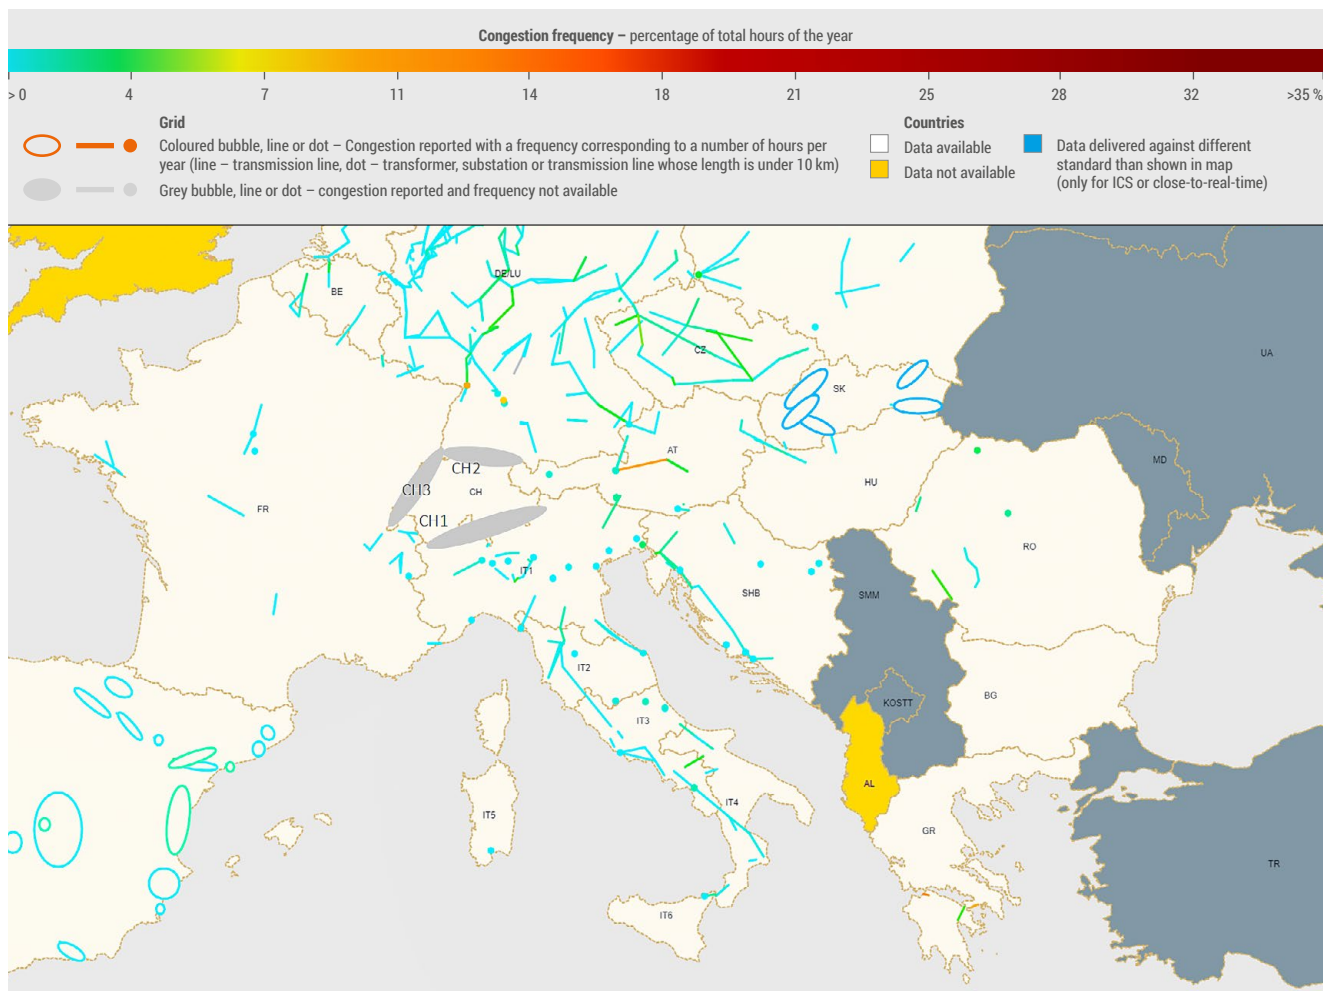 Congestion frequency – percentage of total hours of the year
> 0 4 7 11 14 18 21 25 28 32 >35 %
Grid
Coloured bubble, line or dot – Congestion reported with a frequency corresponding to a number of hours per
year (line – transmission line, dot – transformer, substation or transmission line whose length is under 10 km)
Grey bubble, line or dot – congestion reported and frequency not available
Countries
Data available
Data not available
Data delivered against different
standard than shown in map
(only for ICS or close-to-real-time)
DE/LU
BE
CZ
UA
SK
AT
MD
CH2
CH3
CH
HU
FR
CH1
RO
IT1
SHB
SMM
IT2
BG
KOSTT
IT3
AL
IT4
IT5
GR
TR
IT6